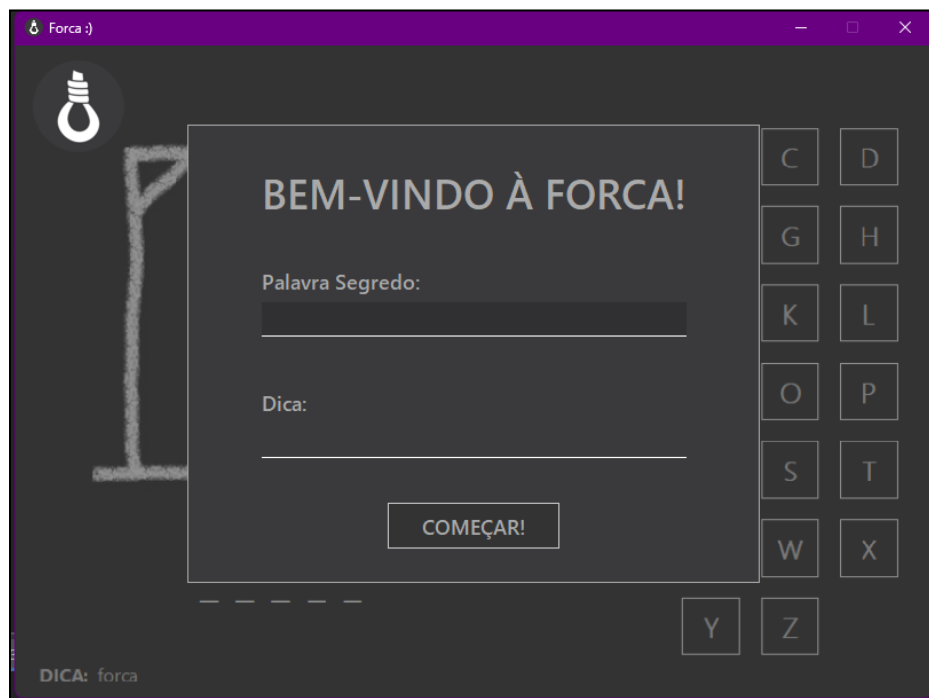 Forca :)
BEM-VINDO À FORCA!
Palavra Segredo:
Dica:
COMEÇAR!
C D
G H
K L
O P
S T
W X
Y Z
DICA: forca